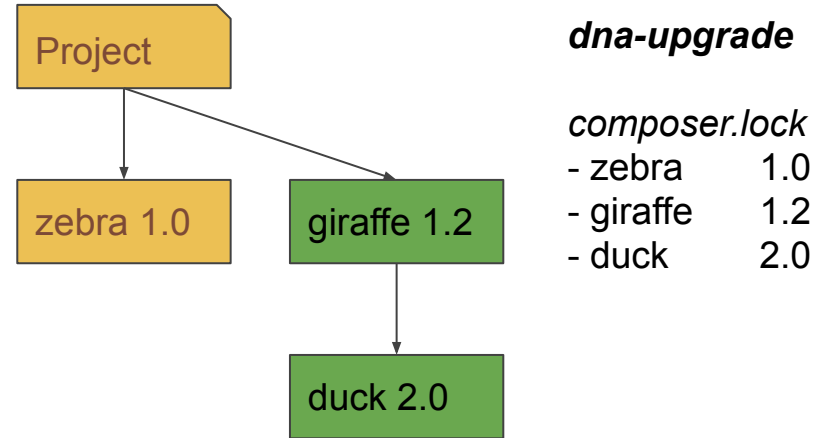 Project
zebra 1.0
giraffe 1.2
duck 2.0
dna-upgrade
composer.lock
- zebra 1.0
- giraffe 1.2
- duck 2.0